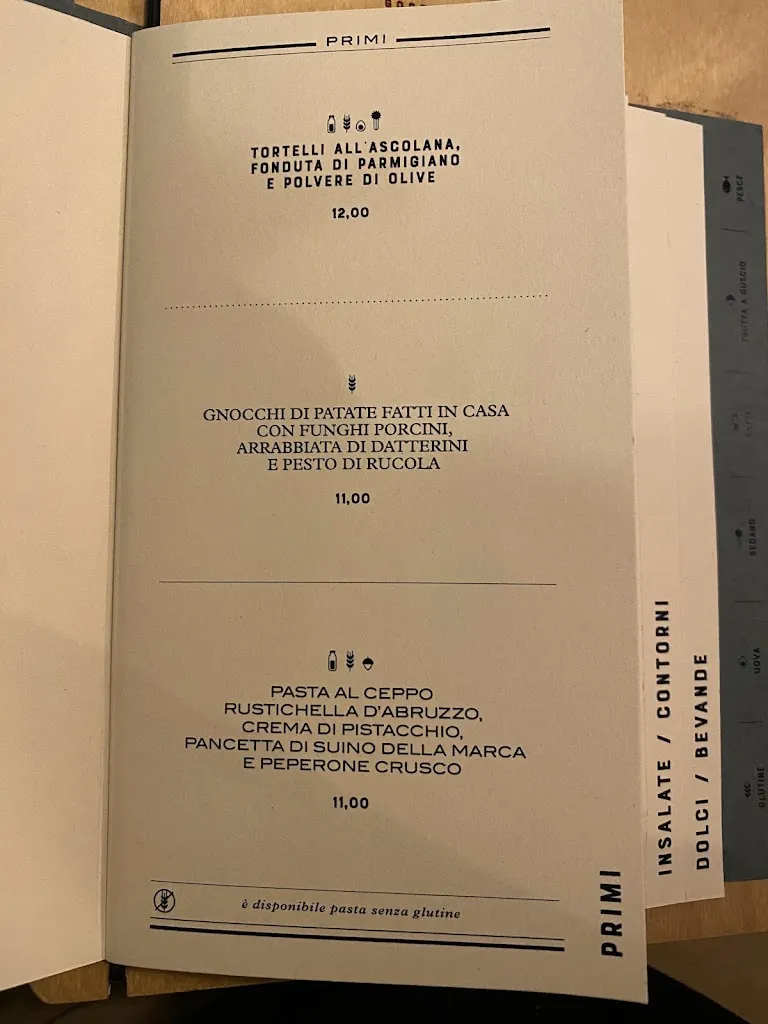 PRIMI
TORTELLI ALL'ASCOLANA,
FONDUTA DI PARMIGIANO
E POLVERE DI OLIVE
12,00
GNOCCHI DI PATATE FATTI IN CASA
CON FUNGHI PORCINI,
ARRABBIATA DI DATTERINI
E PESTO DI RUCOLA
11,00
PASTA AL CEPPO
RUSTICHELLA D'ABRUZZO,
CREMA DI PISTACCHIO,
PANCETTA DI SUINO DELLA MARCA
E PEPERONE CRUSCO
11,00
è disponibile pasta senza glutine
PRIMI
INSALATE / CONTORNI
DOLCI / BEVANDE
PESCE
FRUTTA A GUSCIO
SEDANO
UOVA
GLUTINE